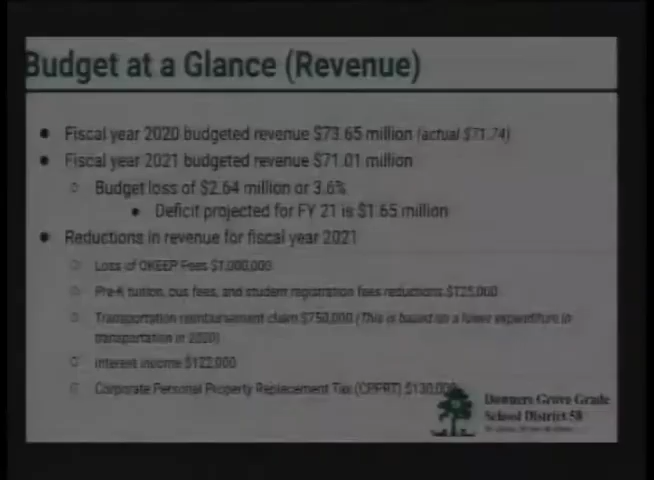 Budget at a Glance (Revenue)
Fiscal year 2020 budgeted revenue $73.65 million (actual $71.74)
Fiscal year 2021 budgeted revenue $71.01 million
Budget loss of $2.64 million or 3.6%
Deficit projected for FY 21 is $1.65 million
Reductions in revenue for fiscal year 2021
Loss of OKEEP Fees $1,000,000
Pre-K tuition, bus fees, and student registration fees reductions $125,000
Transportation reimbursement claim $750,000 (This is based on a lower expenditure in
transportation in 2020)
Interest income $122,000
Corporate Personal Property Replacement Tax (CPPRT) $130,000
Downers Grove Grade
School District 58